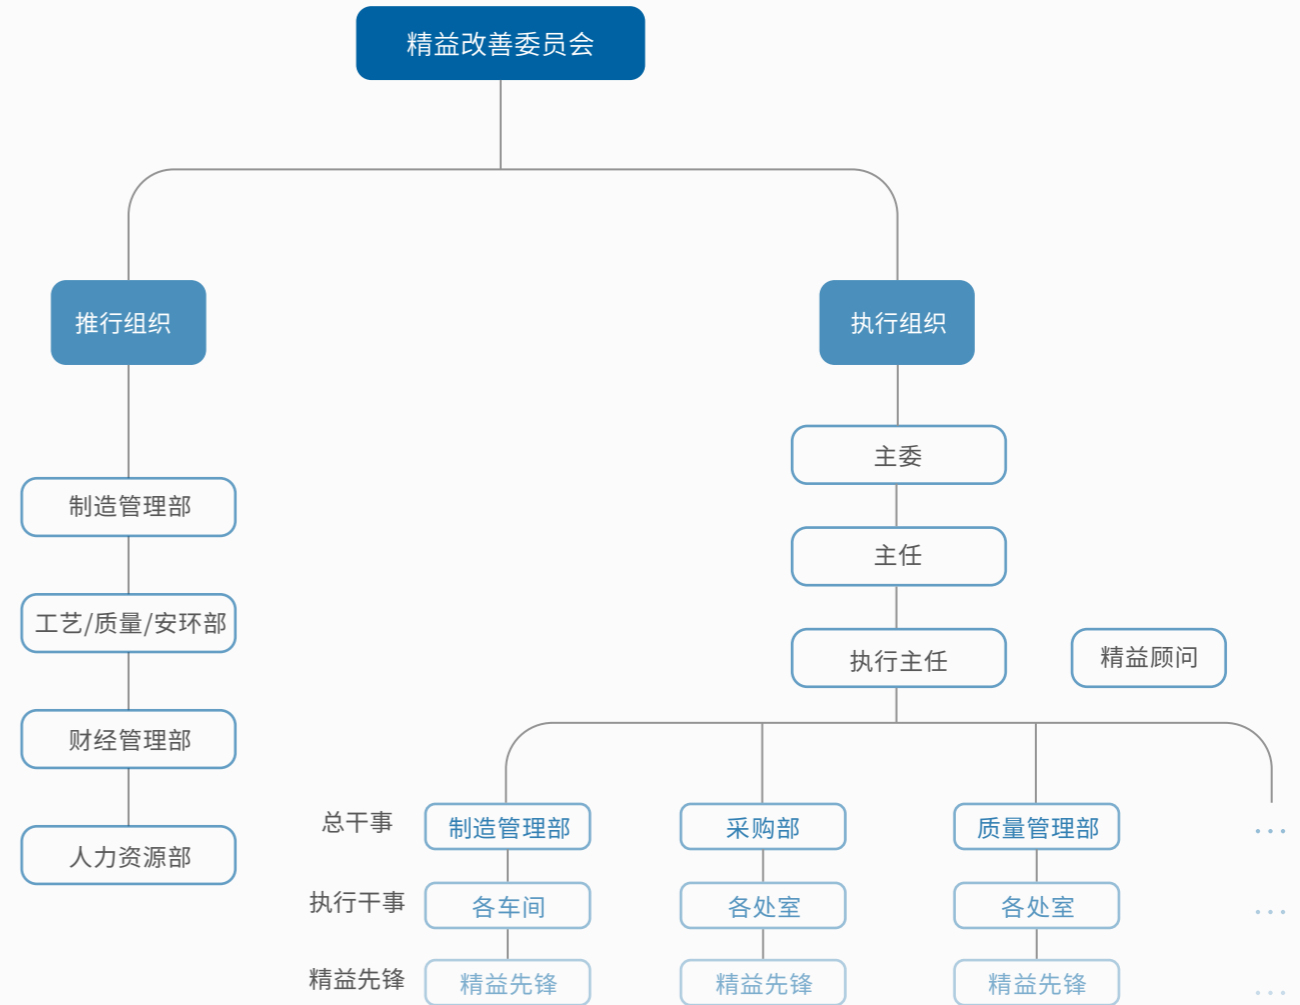 精益改善委员会
推行组织
执行组织
主委
制造管理部
主任
工艺/质量/安环部
执行主任
精益顾问
财经管理部
人力资源部
总干事
制造管理部
采购部
质量管理部
...
执行干事
各车间
各处室
各处室
...
精益先锋
精益先锋
精益先锋
精益先锋
...